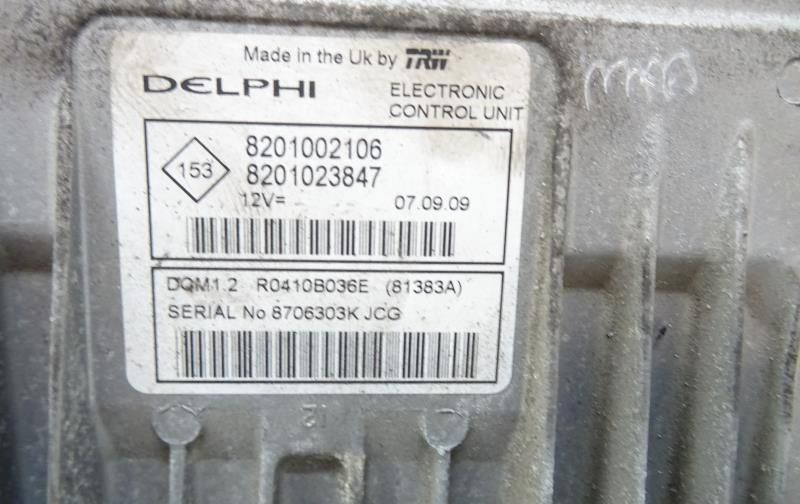 Made in the Uk by TRW
DELPHI
ELECTRONIC
CONTROL UNIT
153
8201002106
8201023847
12V=
07.09.09
DCM1.2 R0410B036E (81383A)
SERIAL No 8706303K JCG